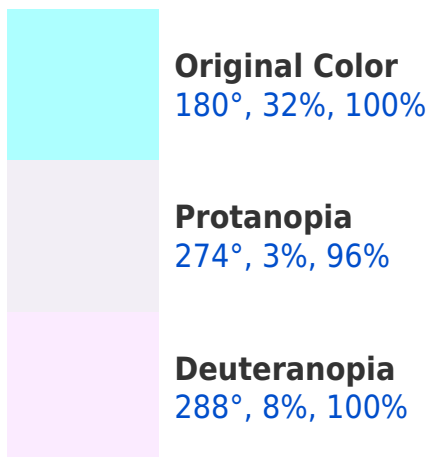 Original Color
180°, 32%, 100%
Protanopia
274°, 3%, 96%
Deuteranopia
288°, 8%, 100%